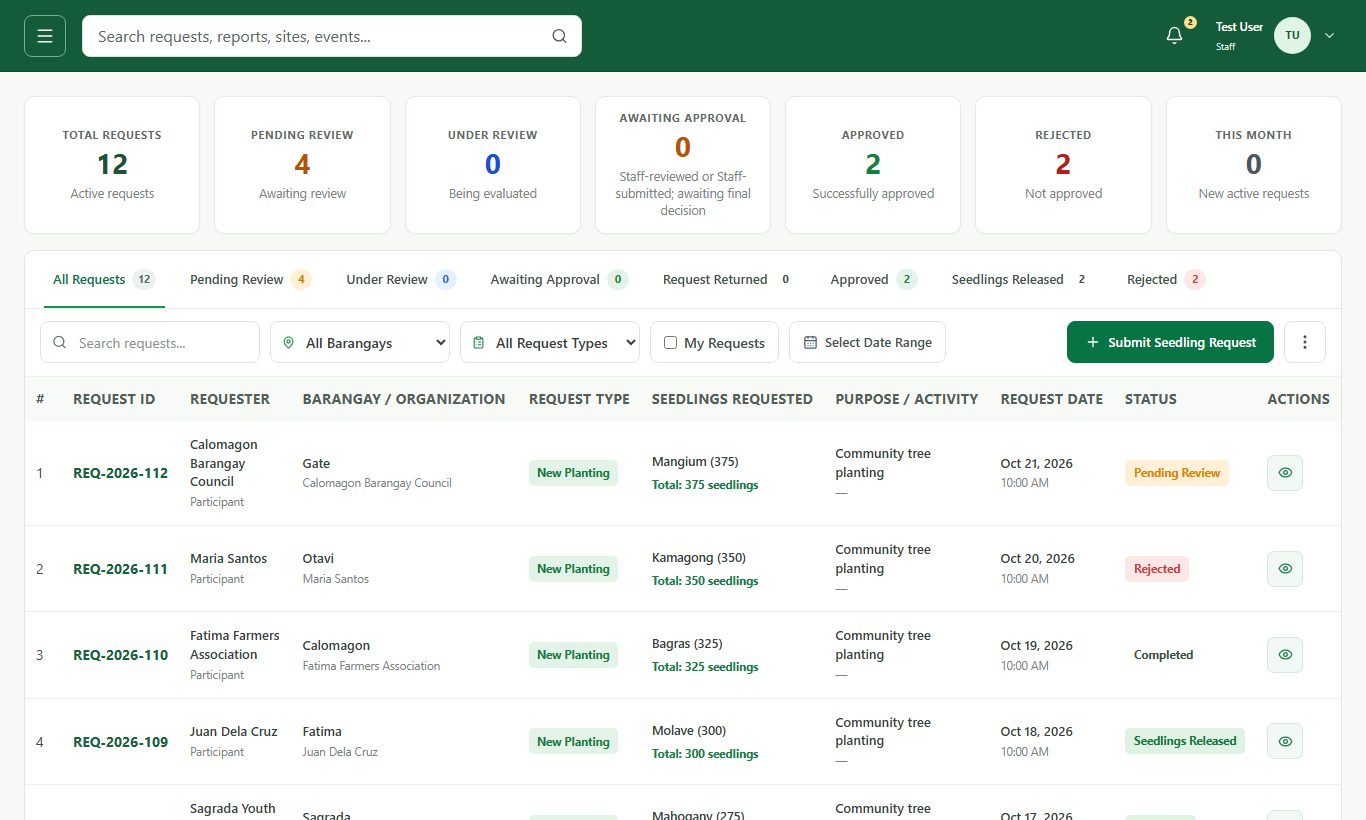 Search requests, reports, sites, events...
2
Test User
Staff
TU
TOTAL REQUESTS
12
Active requests
PENDING REVIEW
4
Awaiting review
UNDER REVIEW
0
Being evaluated
AWAITING APPROVAL
0
Staff-reviewed or Staff-
submitted; awaiting final
decision
APPROVED
2
Successfully approved
REJECTED
2
Not approved
THIS MONTH
0
New active requests
All Requests 12
Pending Review 4
Under Review 0
Awaiting Approval 0
Request Returned 0
Approved 2
Seedlings Released 2
Rejected 2
Search requests...
All Barangays
All Request Types
My Requests
Select Date Range
+ Submit Seedling Request
# REQUEST ID REQUESTER BARANGAY / ORGANIZATION REQUEST TYPE SEEDLINGS REQUESTED PURPOSE / ACTIVITY REQUEST DATE STATUS ACTIONS
1
REQ-2026-112
Calomagon
Barangay
Council
Participant
Gate
Calomagon Barangay Council
New Planting
Mangium (375)
Total: 375 seedlings
Community tree
planting
—
Oct 21, 2026
10:00 AM
Pending Review
2
REQ-2026-111
Maria Santos
Participant
Otavi
Maria Santos
New Planting
Kamagong (350)
Total: 350 seedlings
Community tree
planting
—
Oct 20, 2026
10:00 AM
Rejected
3
REQ-2026-110
Fatima Farmers
Association
Participant
Calomagon
Fatima Farmers Association
New Planting
Bagras (325)
Total: 325 seedlings
Community tree
planting
—
Oct 19, 2026
10:00 AM
Completed
4
REQ-2026-109
Juan Dela Cruz
Participant
Fatima
Juan Dela Cruz
New Planting
Molave (300)
Total: 300 seedlings
Community tree
planting
—
Oct 18, 2026
10:00 AM
Seedlings Released
Sagrada Youth
Sagrada
Mahogany (275)
Community tree
Oct 17, 2026